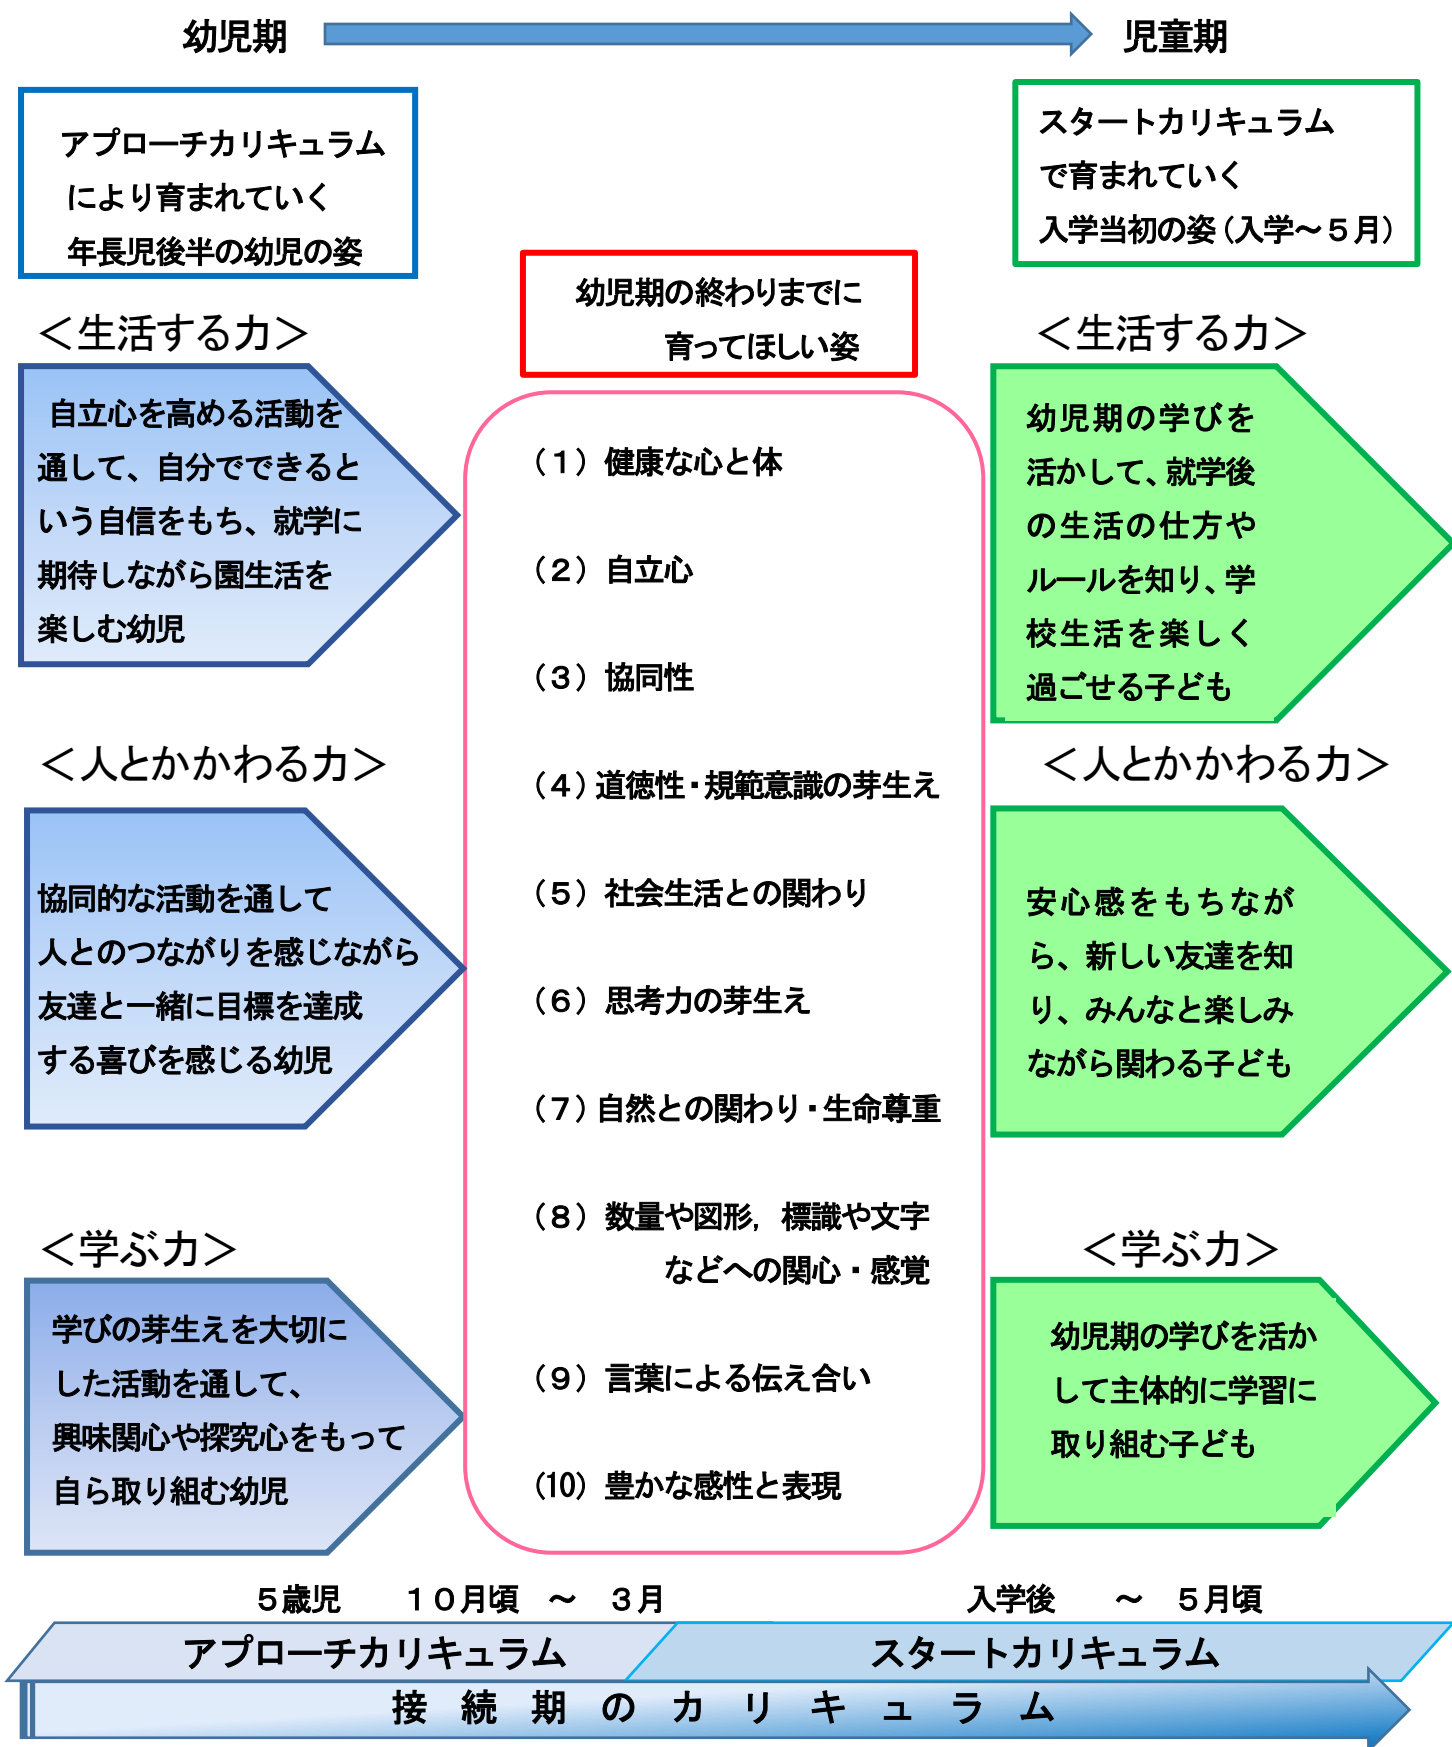 幼児期
児童期
アプローチカリキュラム
により育まれていく
年長児後半の幼児の姿
スタートカリキュラム
で育まれていく
入学当初の姿(入学～５月)
幼児期の終わりまでに
育ってほしい姿
＜生活する力＞
自立心を高める活動を
通して、自分でできると
いう自信をもち、就学に
期待しながら園生活を
楽しむ幼児
＜人とかかわる力＞
協同的な活動を通して
人とのつながりを感じながら
友達と一緒に目標を達成
する喜びを感じる幼児
＜学ぶ力＞
学びの芽生えを大切に
した活動を通して、
興味関心や探究心をもって
自ら取り組む幼児
（１）健康な心と体
（２）自立心
（３）協同性
（４）道徳性・規範意識の芽生え
（５）社会生活との関わり
（６）思考力の芽生え
（７）自然との関わり・生命尊重
（８）数量や図形，標識や文字
などへの関心・感覚
（９）言葉による伝え合い
（10）豊かな感性と表現
＜生活する力＞
幼児期の学びを
活かして、就学後
の生活の仕方や
ルールを知り、学
校生活を楽しく
過ごせる子ども
＜人とかかわる力＞
安心感をもちなが
ら、新しい友達を知
り、みんなと楽しみ
ながら関わる子ども
＜学ぶ力＞
幼児期の学びを活か
して主体的に学習に
取り組む子ども
５歳児　１０月頃　～　３月
入学後　～　５月頃
アプローチカリキュラム
スタートカリキュラム
接続期のカリキュラム